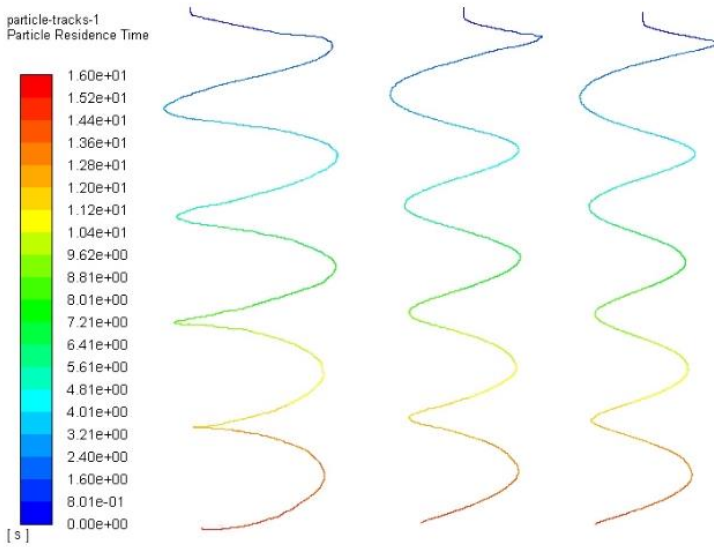 particle-tracks-1
Particle Residence Time
1.60e+01
1.52e+01
1.44e+01
1.36e+01
1.28e+01
1.20e+01
1.12e+01
1.04e+01
9.62e+00
8.81e+00
8.01e+00
7.21e+00
6.41e+00
5.61e+00
4.81e+00
4.01e+00
3.21e+00
2.40e+00
1.60e+00
8.01e-01
0.00e+00
[ s ]